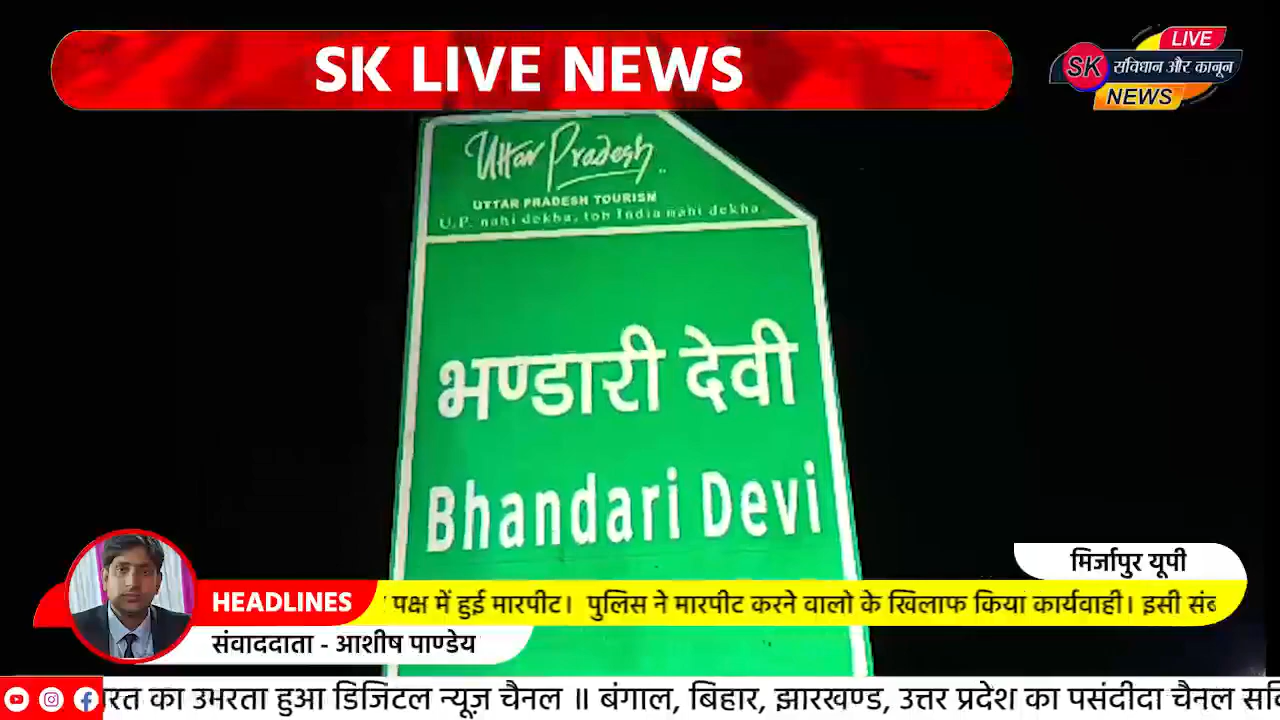 SK LIVE NEWS
LIVE
SK संविधान और कानून
NEWS
Uttar Pradesh
UTTAR PRADESH TOURISM
U.P. nahi dekha, toh India nahi dekha
भण्डारी देवी
Bhandari Devi
मिर्जापुर यूपी
HEADLINES
पक्ष में हुई मारपीट। पुलिस ने मारपीट करने वालो के खिलाफ किया कार्यवाही। इसी
संवाददाता - आशीष पाण्डेय
का उभरता हुआ डिजिटल न्यूज़ चैनल ॥ बंगाल, बिहार, झारखण्ड, उत्तर प्रदेश का पसंदीदा चैनल